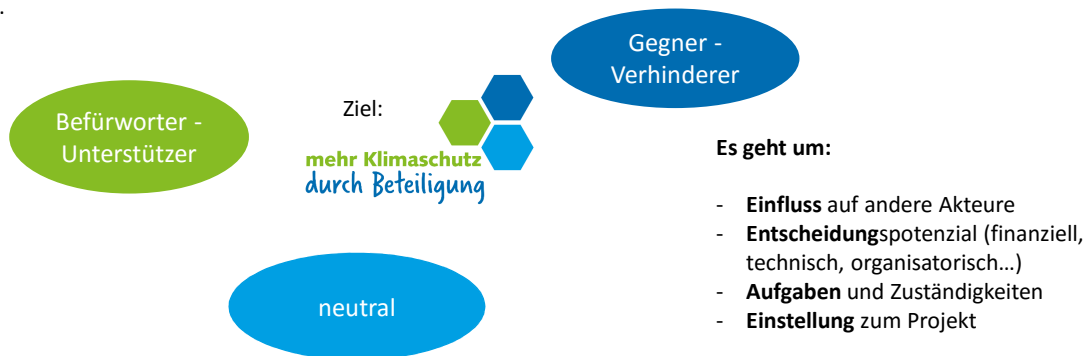 .
Gegner -
Verhinderer
Befürworter -
Unterstützer
Ziel:
mehr Klimaschutz
durch Beteiligung
neutral
Es geht um:
- Einfluss auf andere Akteure
- Entscheidungspotenzial (finanziell,
technisch, organisatorisch...)
- Aufgaben und Zuständigkeiten
- Einstellung zum Projekt